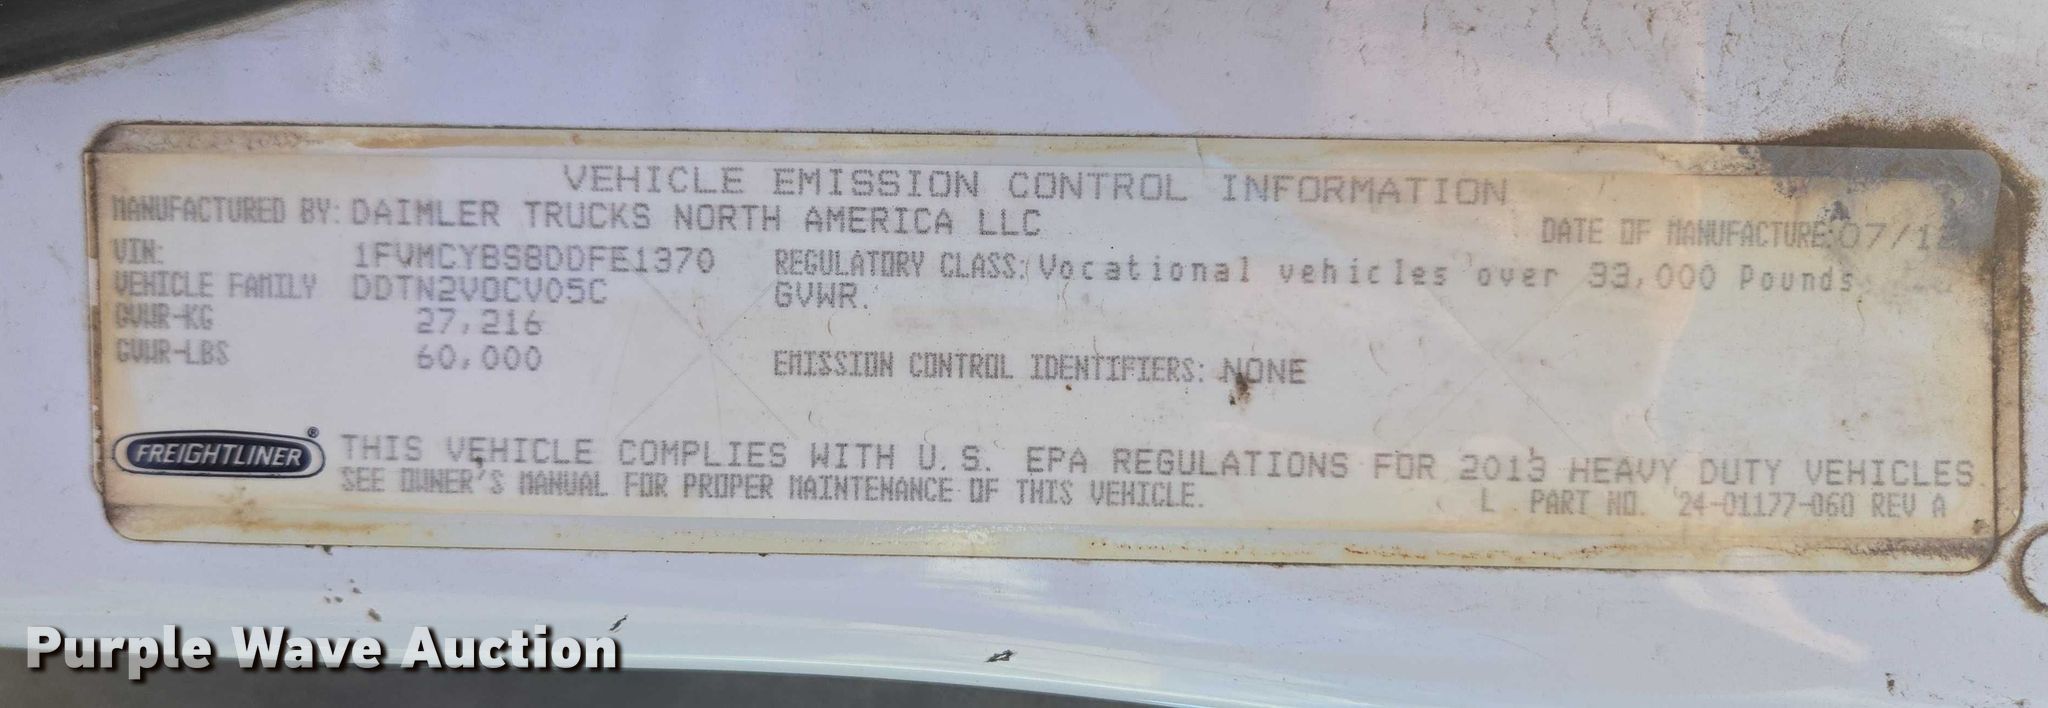 VEHICLE EMISSION CONTROL INFORMATION
MANUFACTURED BY: DAIMLER TRUCKS NORTH AMERICA LLC
DATE OF MANUFACTURE:
VIN: 1FVMCYBS8DDFE1370
REGULATORY CLASS: Vocational vehicles over 33,000 Pounds
GVWR.
VEHICLE FAMILY DDTN2VOCV05C
GVWR-KG 27,216
GVWR-LBS 60,000
EMISSION CONTROL IDENTIFIERS: NONE
FREIGHTLINER®
THIS VEHICLE COMPLIES WITH U.S. EPA REGULATIONS FOR 2013 HEAVY DUTY VEHICLES
SEE OWNER'S MANUAL FOR PROPER MAINTENANCE OF THIS VEHICLE.
L PART NO. 24-01177-060 REV A
Purple Wave Auction